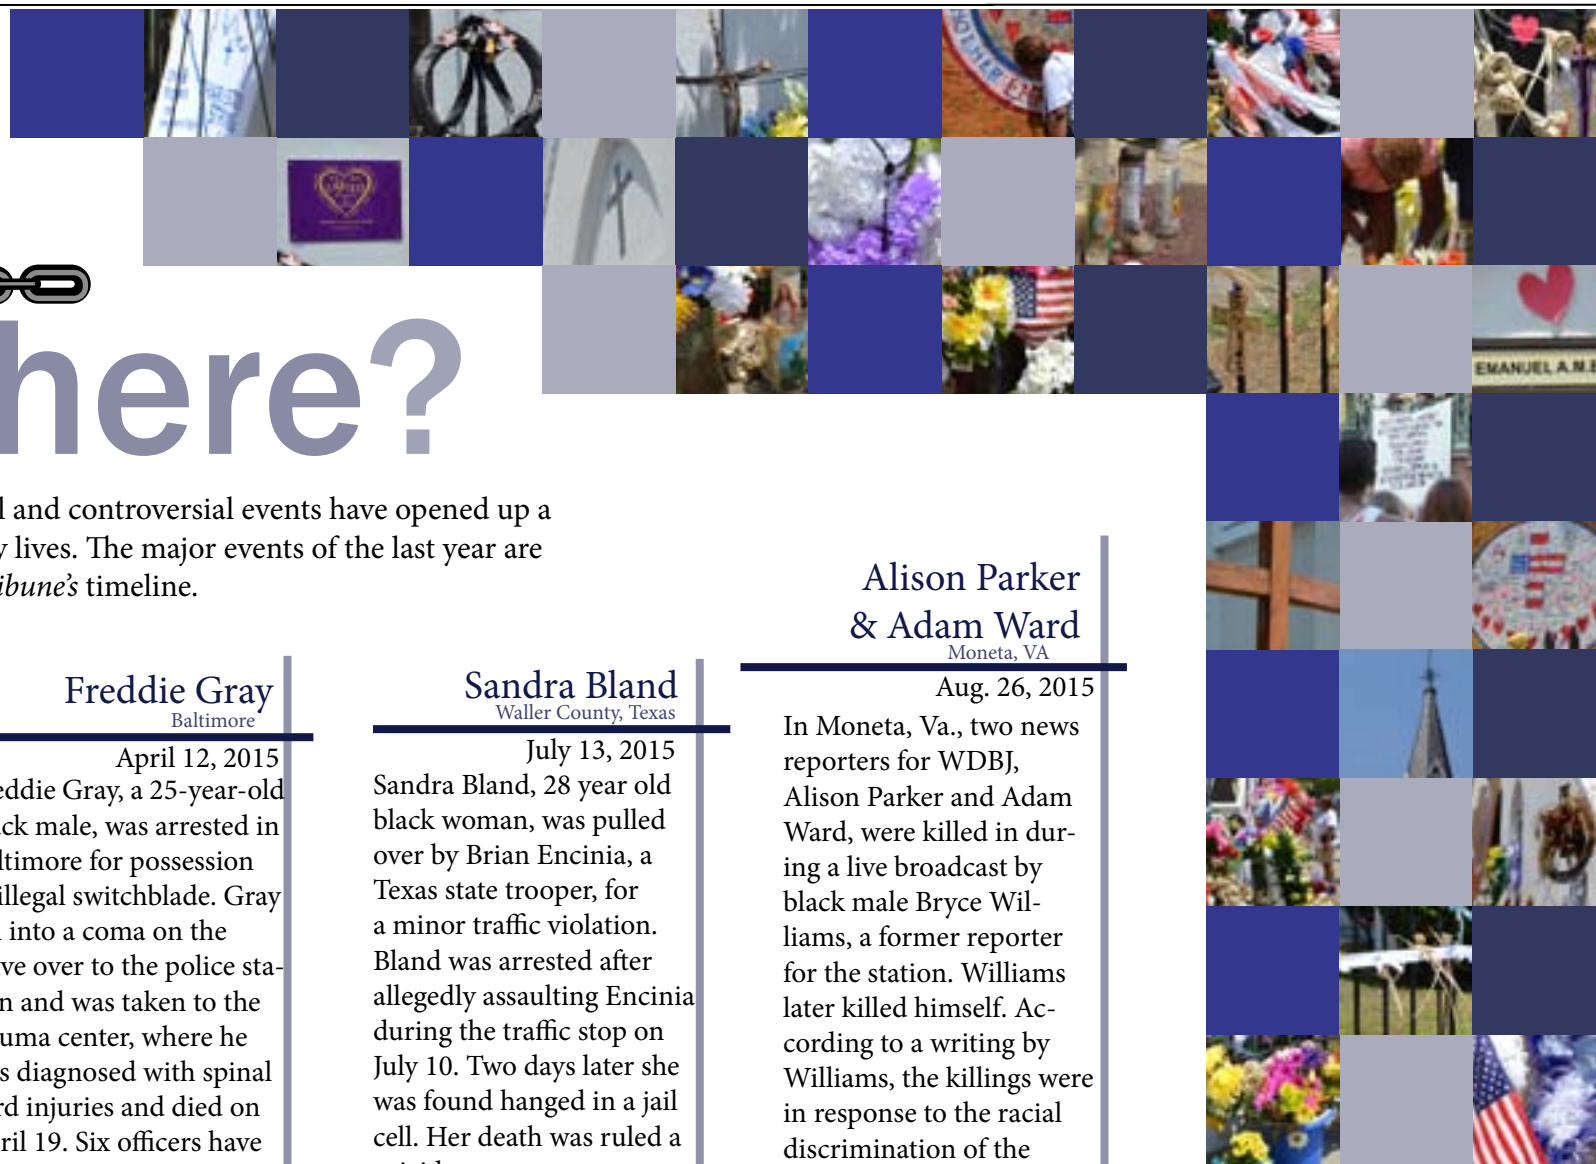 here?
l and controversial events have opened up a
y lives. The major events of the last year are
ibune's timeline.
Freddie Gray
Baltimore
April 12, 2015
eddie Gray, a 25-year-old
ck male, was arrested in
ltimore for possession
illegal switchblade. Gray
l into a coma on the
ve over to the police sta-
n and was taken to the
uma center, where he
s diagnosed with spinal
rd injuries and died on
ril 19. Six officers have
Sandra Bland
Waller County, Texas
July 13, 2015
Sandra Bland, 28 year old
black woman, was pulled
over by Brian Encinia, a
Texas state trooper, for
a minor traffic violation.
Bland was arrested after
allegedly assaulting Encinia
during the traffic stop on
July 10. Two days later she
was found hanged in a jail
cell. Her death was ruled a
Alison Parker
& Adam Ward
Moneta, VA
Aug. 26, 2015
In Moneta, Va., two news
reporters for WDBJ,
Alison Parker and Adam
Ward, were killed in dur-
ing a live broadcast by
black male Bryce Wil-
liams, a former reporter
for the station. Williams
later killed himself. Ac-
cording to a writing by
Williams, the killings were
in response to the racial
discrimination of the
EMANUEL A.M.E